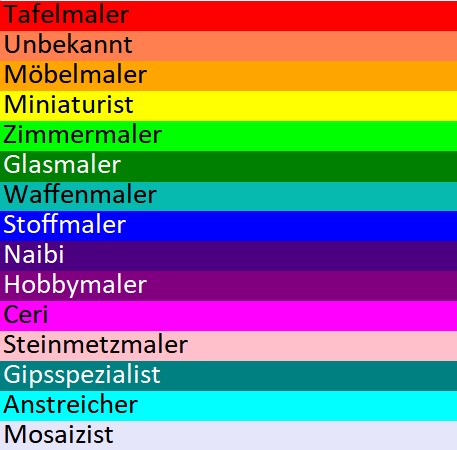 Tafelmaler
Unbekannt
Möbelmaler
Miniaturist
Zimmermaler
Glasmaler
Waffenmaler
Stoffmaler
Naibi
Hobbymaler
Ceri
Steinmetzmaler
Gipsspezialist
Anstreicher
Mosaizist